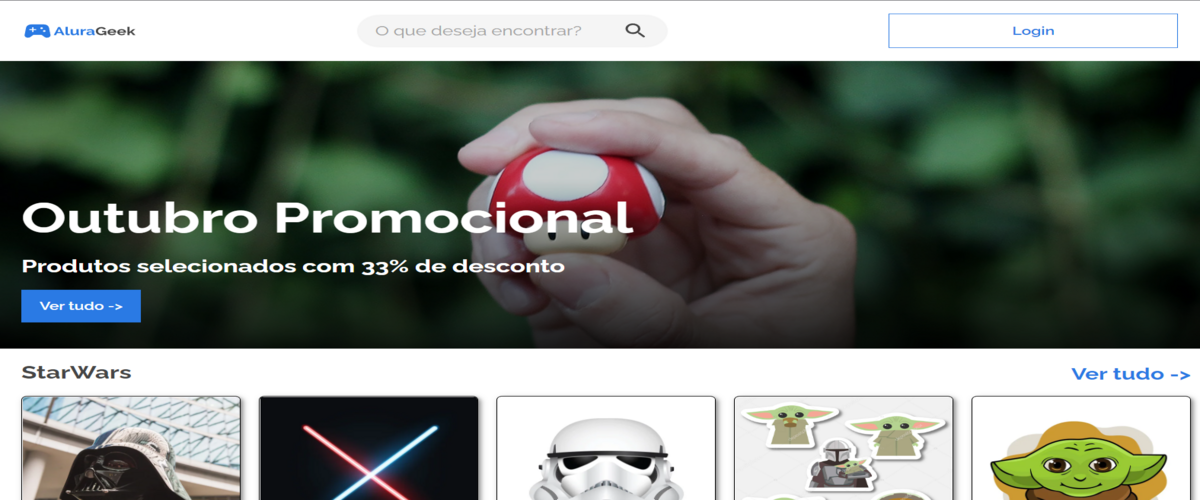 AluraGeek
O que deseja encontrar?
Login
Outubro Promocional
Produtos selecionados com 33% de desconto
Ver tudo ->
StarWars
Ver tudo ->